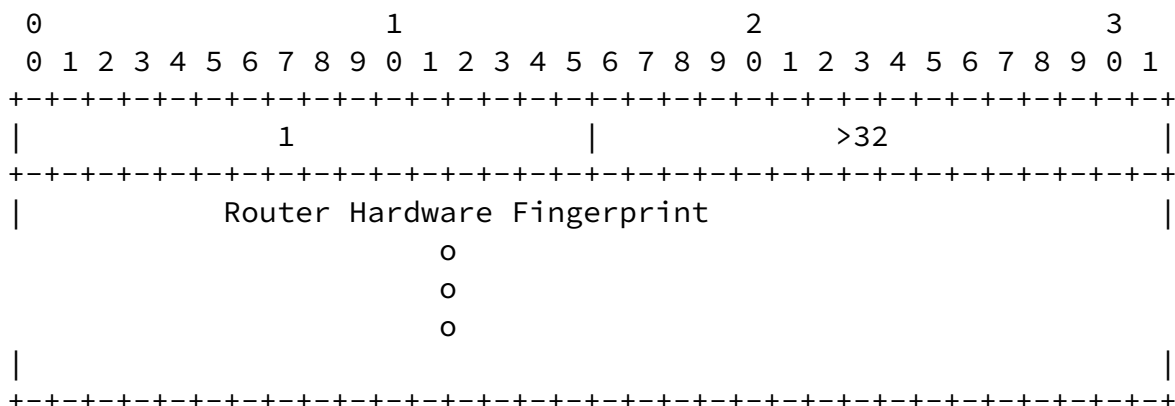 0                   1                   2                   3
0 1 2 3 4 5 6 7 8 9 0 1 2 3 4 5 6 7 8 9 0 1 2 3 4 5 6 7 8 9 0 1
+-+-+-+-+-+-+-+-+-+-+-+-+-+-+-+-+-+-+-+-+-+-+-+-+-+-+-+-+-+-+-+-+
|              1                |             >32               |
+-+-+-+-+-+-+-+-+-+-+-+-+-+-+-+-+-+-+-+-+-+-+-+-+-+-+-+-+-+-+-+-+
|           Router Hardware Fingerprint                         |
o
o
o
|                                                               |
+-+-+-+-+-+-+-+-+-+-+-+-+-+-+-+-+-+-+-+-+-+-+-+-+-+-+-+-+-+-+-+-+